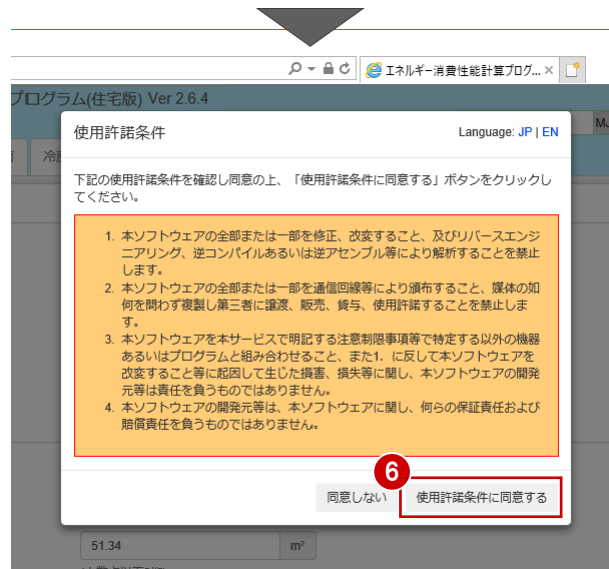 エネルギー消費性能計算プログ... ×
プログラム(住宅版) Ver 2.6.4
使用許諾条件
Language: JP | EN
下記の使用許諾条件を確認し同意の上、「使用許諾条件に同意する」ボタンをクリックし
てください。
1. 本ソフトウェアの全部または一部を修正、改変すること、及びリバースエンジ
ニアリング、逆コンパイルあるいは逆アセンブル等により解析することを禁止
します。
2. 本ソフトウェアの全部または一部を通信回線等により頒布すること、媒体の如
何を問わず複製し第三者に譲渡、販売、貸与、使用許諾することを禁止しま
す。
3. 本ソフトウェアを本サービスで明記する注意制限事項等で特定する以外の機器
あるいはプログラムと組み合わせること、また1. に反して本ソフトウェアを
改変すること等に起因して生じた損害、損失等に関し、本ソフトウェアの開発
元等は責任を負うものではありません。
4. 本ソフトウェアの開発元等は、本ソフトウェアに関し、何らの保証責任および
賠償責任を負うものではありません。
6
同意しない
使用許諾条件に同意する
51.34
m²